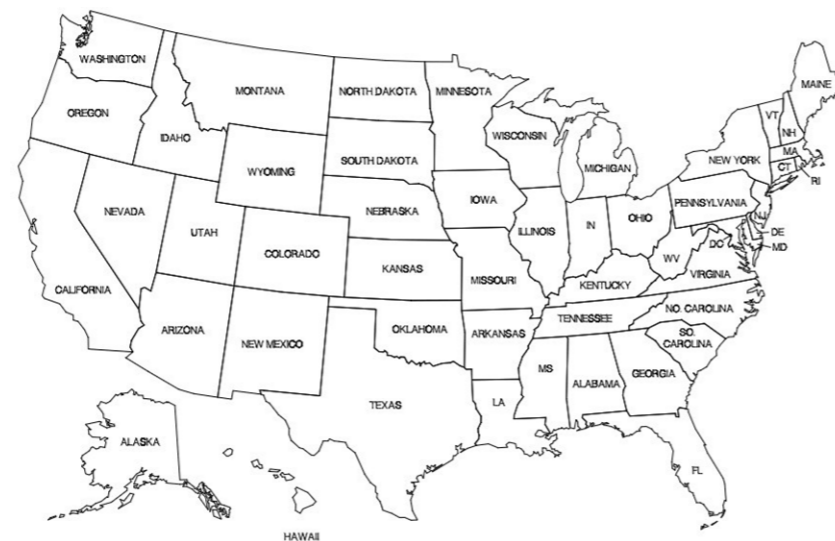 WASHINGTON
MONTANA
NORTH DAKOTA
MINNESOTA
MAINE
OREGON
IDAHO
WISCONSIN
VT
NH
SOUTH DAKOTA
MICHIGAN
NEW YORK
MA
WYOMING
CT
RI
IOWA
PENNSYLVANIA
NEVADA
NEBRASKA
OHIO
NJ
UTAH
ILLINOIS
IN
DE
COLORADO
DC
MD
KANSAS
WV
VIRGINIA
CALIFORNIA
MISSOURI
KENTUCKY
NO. CAROLINA
TENNESSEE
ARIZONA
OKLAHOMA
ARKANSAS
SO.
CAROLINA
NEW MEXICO
MS
GEORGIA
ALABAMA
TEXAS
LA
ALASKA
FL
HAWAII